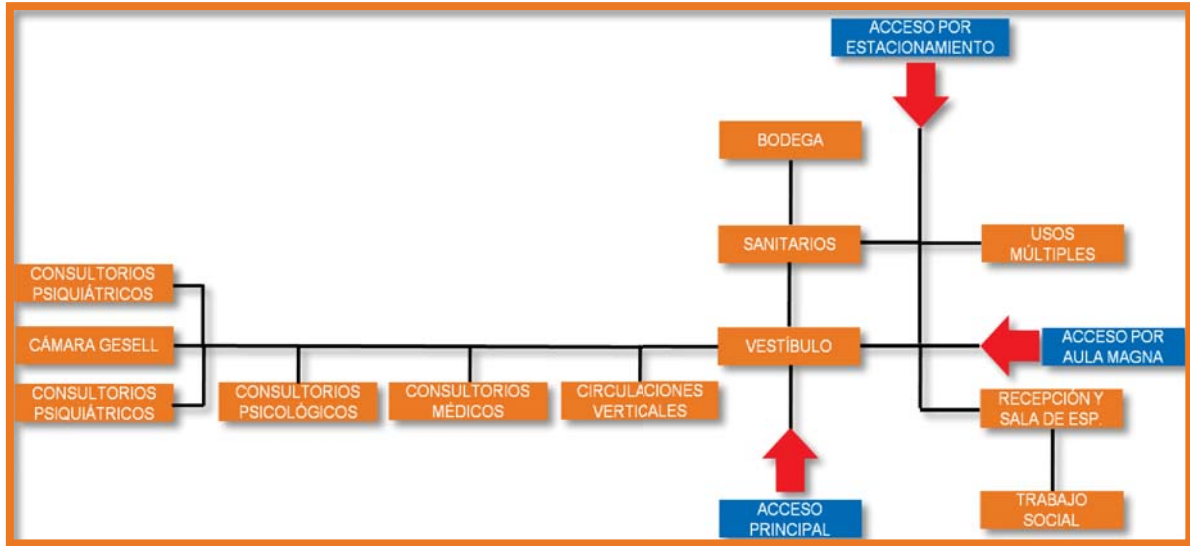 ACCESO POR
ESTACIONAMIENTO
BODEGA
SANITARIOS
USOS
MÚLTIPLES
CONSULTORIOS
PSIQUIÁTRICOS
CÁMARA GESELL
VESTÍBULO
ACCESO POR
AULA MAGNA
CONSULTORIOS
PSIQUIÁTRICOS
CONSULTORIOS
PSICOLÓGICOS
CONSULTORIOS
MÉDICOS
CIRCULACIONES
VERTICALES
RECEPCIÓN Y
SALA DE ESP.
ACCESO
PRINCIPAL
TRABAJO
SOCIAL